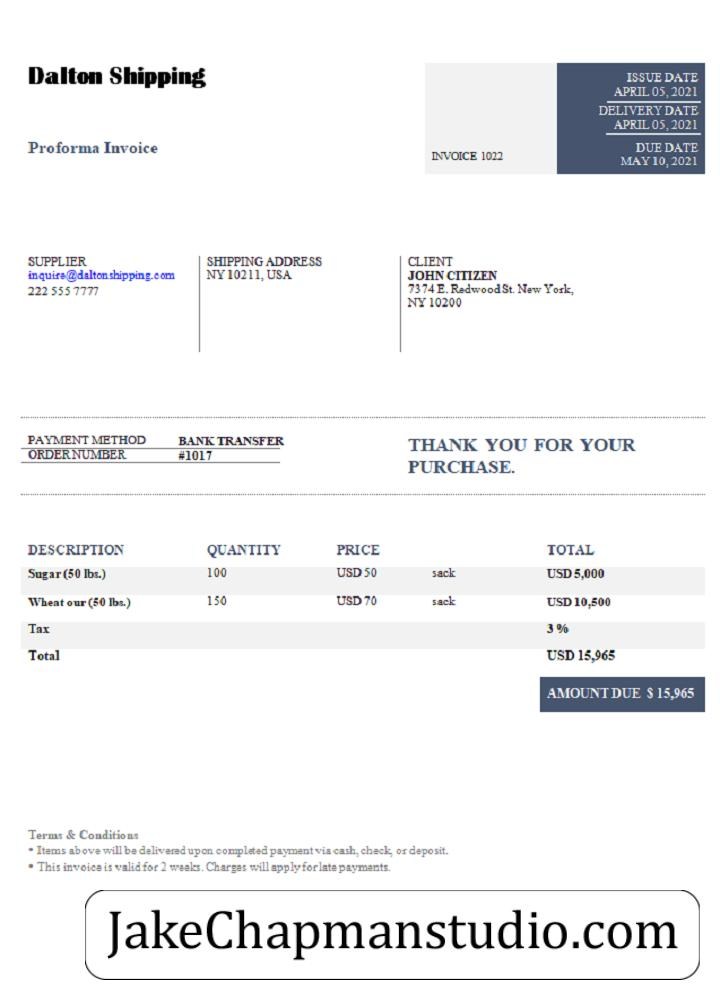 Dalton Shipping
Proforma Invoice
INVOICE 1022
ISSUE DATE
APRIL 05, 2021
DELIVERY DATE
APRIL 05, 2021
DUE DATE
MAY 10, 2021
SUPPLIER
inquire@daltonshipping.com
222 555 7777
SHIPPING ADDRESS
NY 10211, USA
CLIENT
JOHN CITIZEN
7374 E. Redwood St. New York,
NY 10200
PAYMENT METHOD BANK TRANSFER
ORDER NUMBER #1017
THANK YOU FOR YOUR
PURCHASE.
DESCRIPTION QUANTITY PRICE TOTAL
Sugar (50 lbs.) 100 USD 50 sack USD 5,000
Wheat our (50 lbs.) 150 USD 70 sack USD 10,500
Tax 3 %
Total USD 15,965
AMOUNT DUE $ 15,965
Terms & Conditions
* Items above will be delivered upon completed payment via cash, check, or deposit.
* This invoice is valid for 2 weeks. Charges will apply for late payments.
JakeChapmanstudio.com